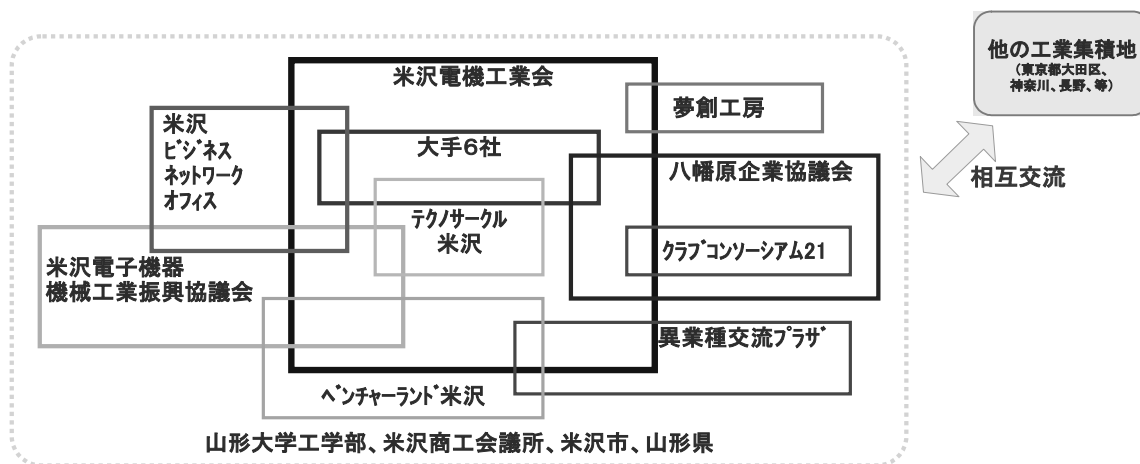 他の工業集積地
(東京都大田区、
神奈川、長野、等)
相互交流
米沢電機工業会
夢創工房
米沢
ﾋﾞｼﾞﾈｽ
ﾈｯﾄﾜｰｸ
ｵﾌｨｽ
大手6社
八幡原企業協議会
ﾃｸﾉｻｰｸﾙ
米沢
ｸﾗﾌﾞｺﾝｿｰｼｱﾑ21
米沢電子機器
機械工業振興協議会
異業種交流ﾌﾟﾗｻﾞ
ﾍﾞﾝﾁｬｰﾗﾝﾄﾞ米沢
山形大学工学部、米沢商工会議所、米沢市、山形県